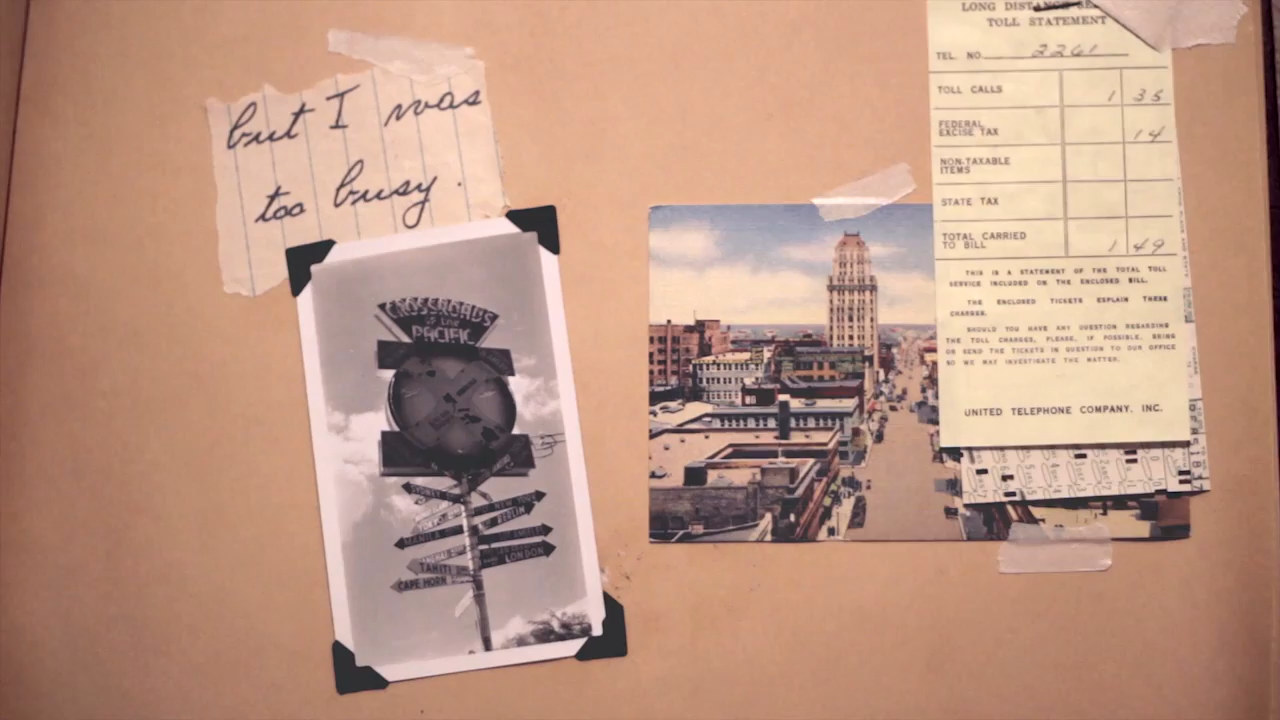 but I was
too busy.
CROSSROADS
of the
PACIFIC
SYDNEY
NEW YORK
TOKYO
BERLIN
MANILA
LOS ANGELES
TAHITI
LONDON
CAPE HORN
LONG DISTANCE
TOLL STATEMENT
TEL. NO. 2261
TOLL CALLS 1 35
FEDERAL
EXCISE TAX 14
NON-TAXABLE
ITEMS
STATE TAX
TOTAL CARRIED
TO BILL 1 49
THIS IS A STATEMENT OF THE TOTAL TOLL
SERVICE INCLUDED ON THE ENCLOSED BILL.
THE ENCLOSED TICKETS EXPLAIN THESE
CHARGES.
SHOULD YOU HAVE ANY QUESTION REGARDING
THE TOLL CHARGES, PLEASE, IF POSSIBLE, BRING
OR SEND THE TICKETS IN QUESTION TO OUR OFFICE
SO WE MAY INVESTIGATE THE MATTER.
UNITED TELEPHONE COMPANY, INC.